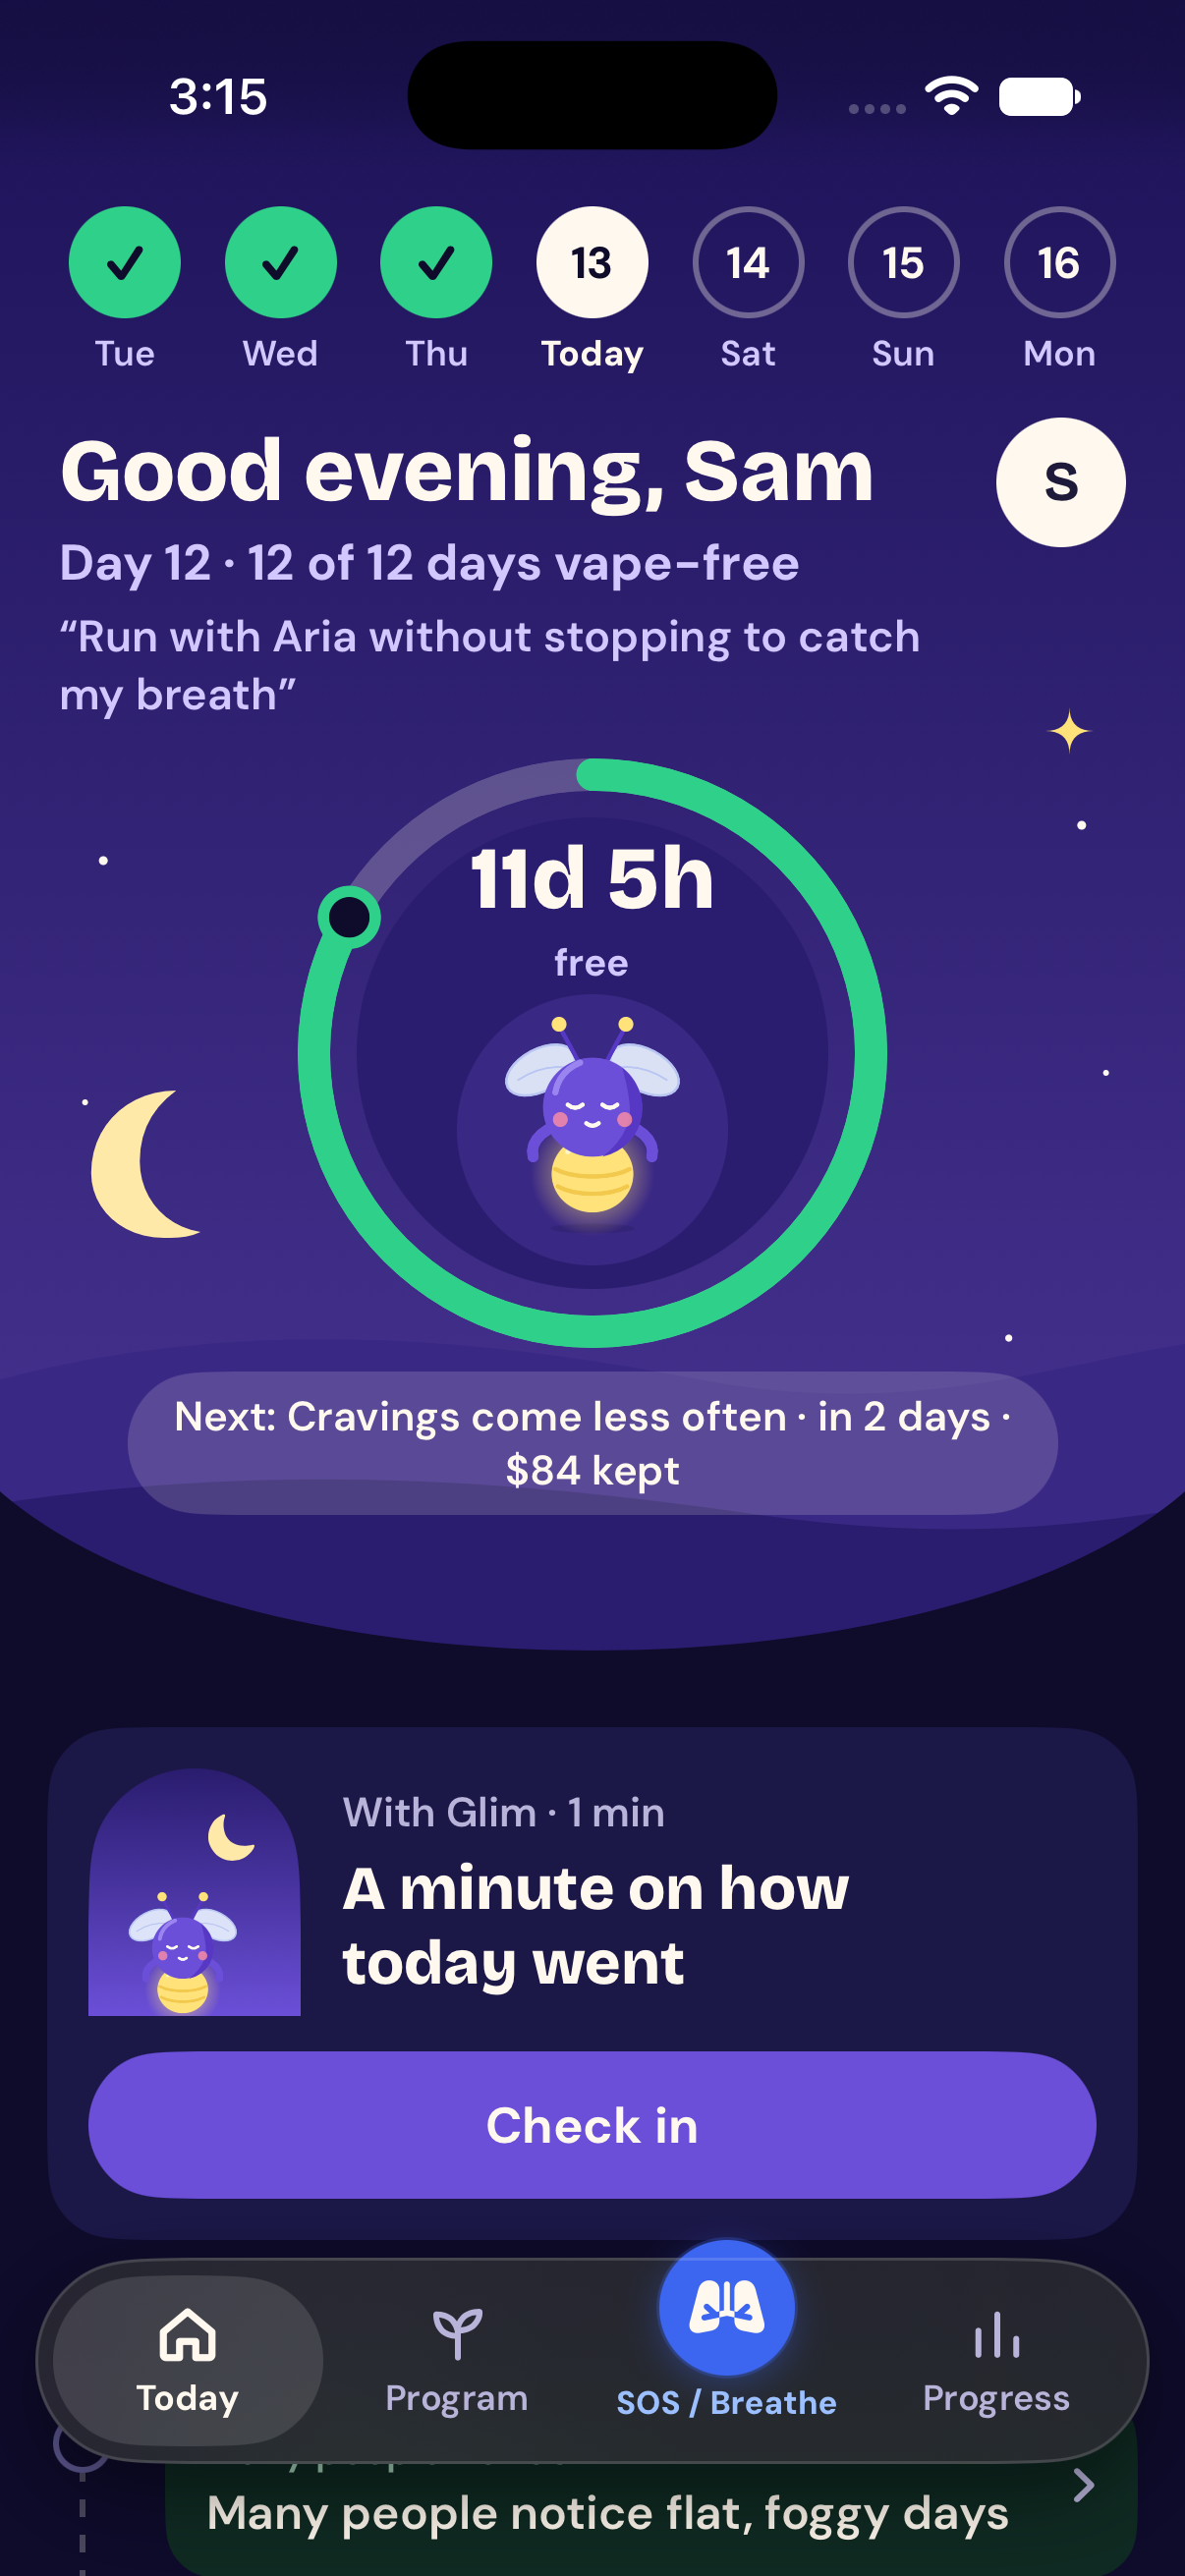 3:15
13
14
15
16
Tue
Wed
Thu
Today
Sat
Sun
Mon
Good evening, Sam
S
Day 12 · 12 of 12 days vape-free
“Run with Aria without stopping to catch
my breath”
11d 5h
free
Next: Cravings come less often · in 2 days ·
$84 kept
With Glim · 1 min
A minute on how
today went
Check in
Today
Program
SOS / Breathe
Progress
Many people notice flat, foggy days